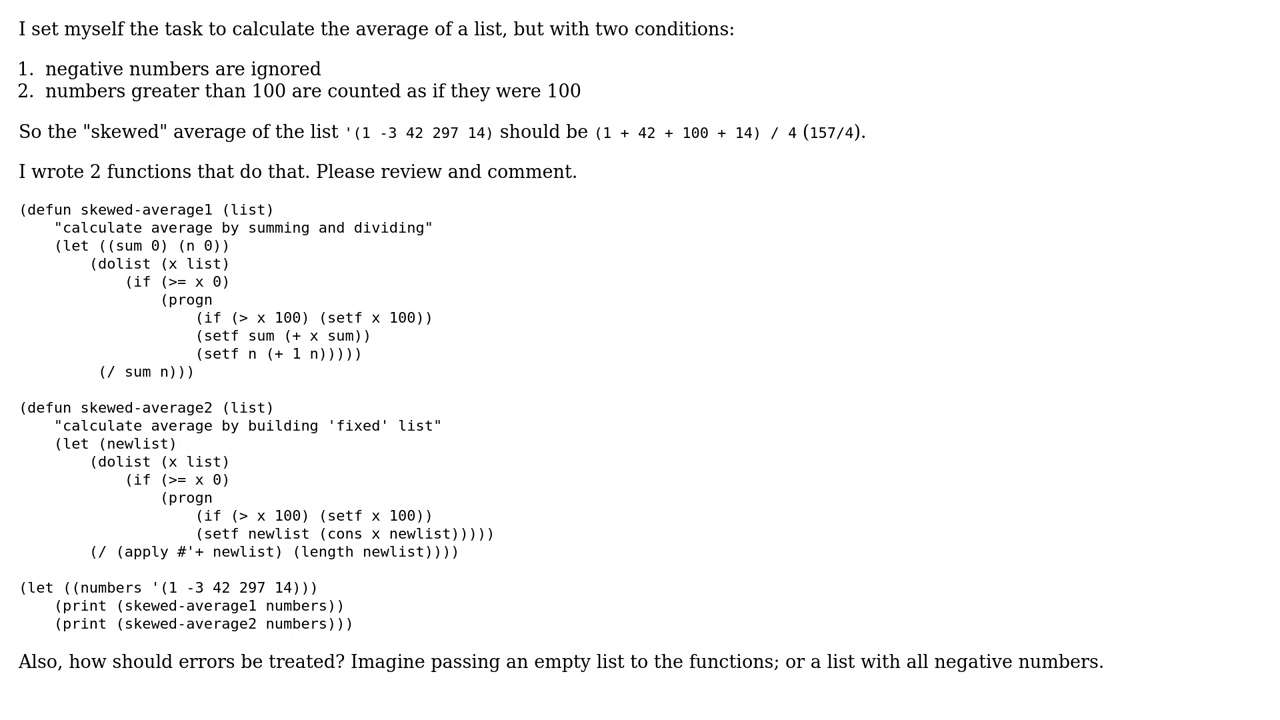 I set myself the task to calculate the average of a list, but with two conditions:
1. negative numbers are ignored
2. numbers greater than 100 are counted as if they were 100
So the "skewed" average of the list '(1 -3 42 297 14) should be (1 + 42 + 100 + 14) / 4 (157/4).
I wrote 2 functions that do that. Please review and comment.
(defun skewed-average1 (list)
    "calculate average by summing and dividing"
    (let ((sum 0) (n 0))
        (dolist (x list)
            (if (>= x 0)
                (progn
                    (if (> x 100) (setf x 100))
                    (setf sum (+ x sum))
                    (setf n (+ 1 n)))))
         (/ sum n)))
(defun skewed-average2 (list)
    "calculate average by building 'fixed' list"
    (let (newlist)
        (dolist (x list)
            (if (>= x 0)
                (progn
                    (if (> x 100) (setf x 100))
                    (setf newlist (cons x newlist)))))
        (/ (apply #'+ newlist) (length newlist))))
(let ((numbers '(1 -3 42 297 14)))
    (print (skewed-average1 numbers))
    (print (skewed-average2 numbers)))
Also, how should errors be treated? Imagine passing an empty list to the functions; or a list with all negative numbers.